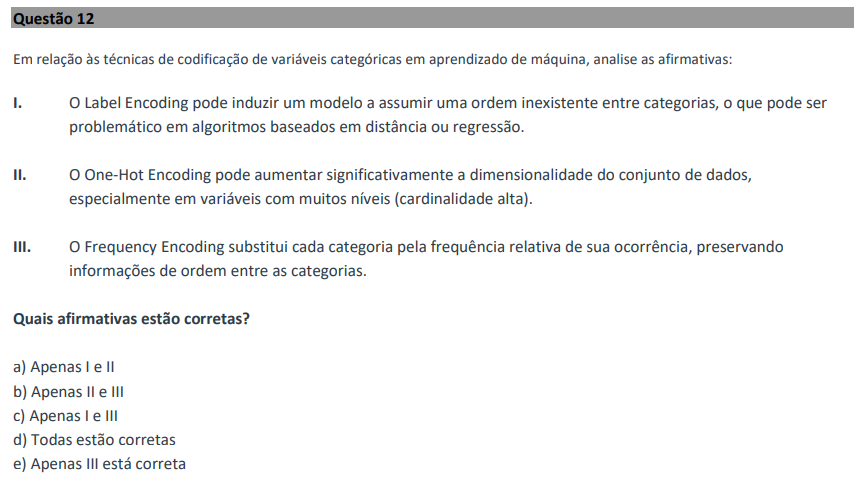 Questão 12
Em relação às técnicas de codificação de variáveis categóricas em aprendizado de máquina, analise as afirmativas:
I. O Label Encoding pode induzir um modelo a assumir uma ordem inexistente entre categorias, o que pode ser
problemático em algoritmos baseados em distância ou regressão.
II. O One-Hot Encoding pode aumentar significativamente a dimensionalidade do conjunto de dados,
especialmente em variáveis com muitos níveis (cardinalidade alta).
III. O Frequency Encoding substitui cada categoria pela frequência relativa de sua ocorrência, preservando
informações de ordem entre as categorias.
Quais afirmativas estão corretas?
a) Apenas I e II
b) Apenas II e III
c) Apenas I e III
d) Todas estão corretas
e) Apenas III está correta